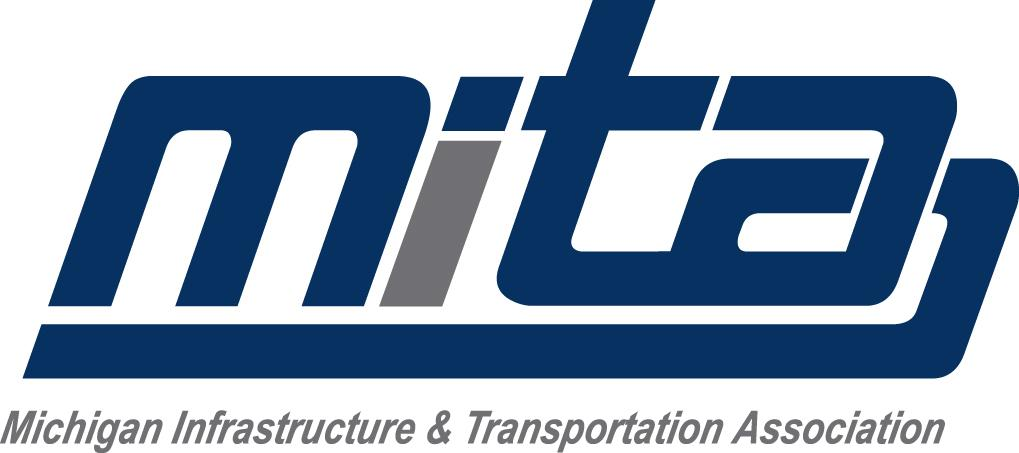 mita
Michigan Infrastructure & Transportation Association